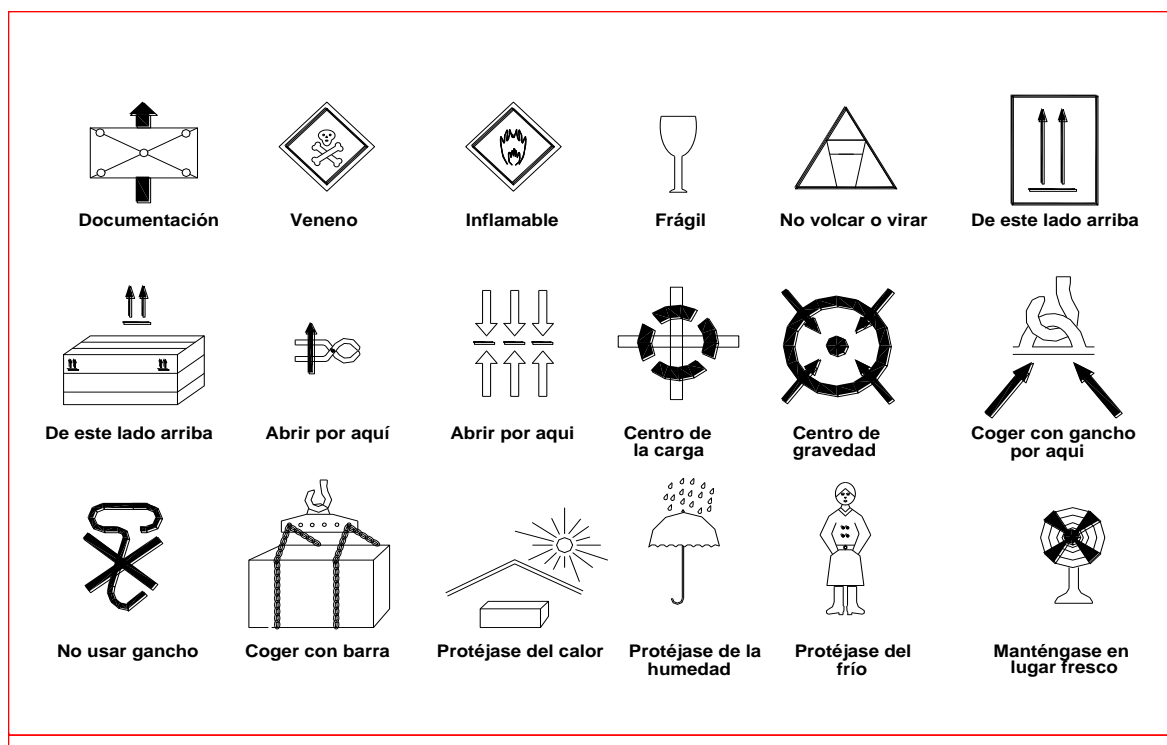 Documentación
Veneno
Inflamable
Frágil
No volcar o virar
De este lado arriba
De este lado arriba
Abrir por aquí
Abrir por aqui
Centro de
la carga
Centro de
gravedad
Coger con gancho
por aqui
No usar gancho
Coger con barra
Protéjase del calor
Protéjase de la
humedad
Protéjase del
frío
Manténgase en
lugar fresco